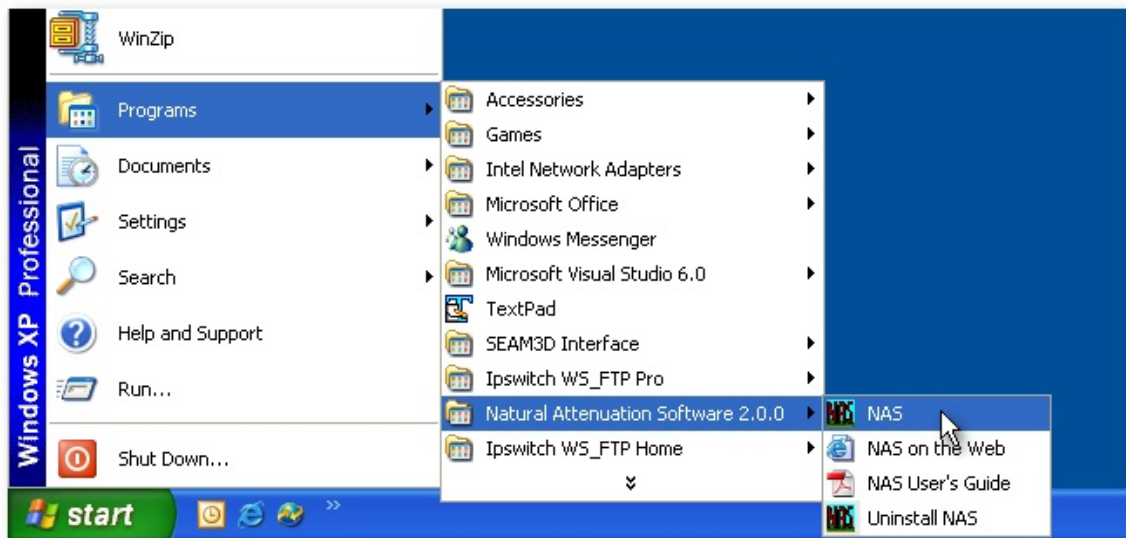 Windows XP Professional
WinZip
Programs
Documents
Settings
Search
Help and Support
Run...
Shut Down...
Accessories
Games
Intel Network Adapters
Microsoft Office
Windows Messenger
Microsoft Visual Studio 6.0
TextPad
SEAM3D Interface
Ipswitch WS_FTP Pro
Natural Attenuation Software 2.0.0
Ipswitch WS_FTP Home
NAS
NAS on the Web
NAS User's Guide
Uninstall NAS
start